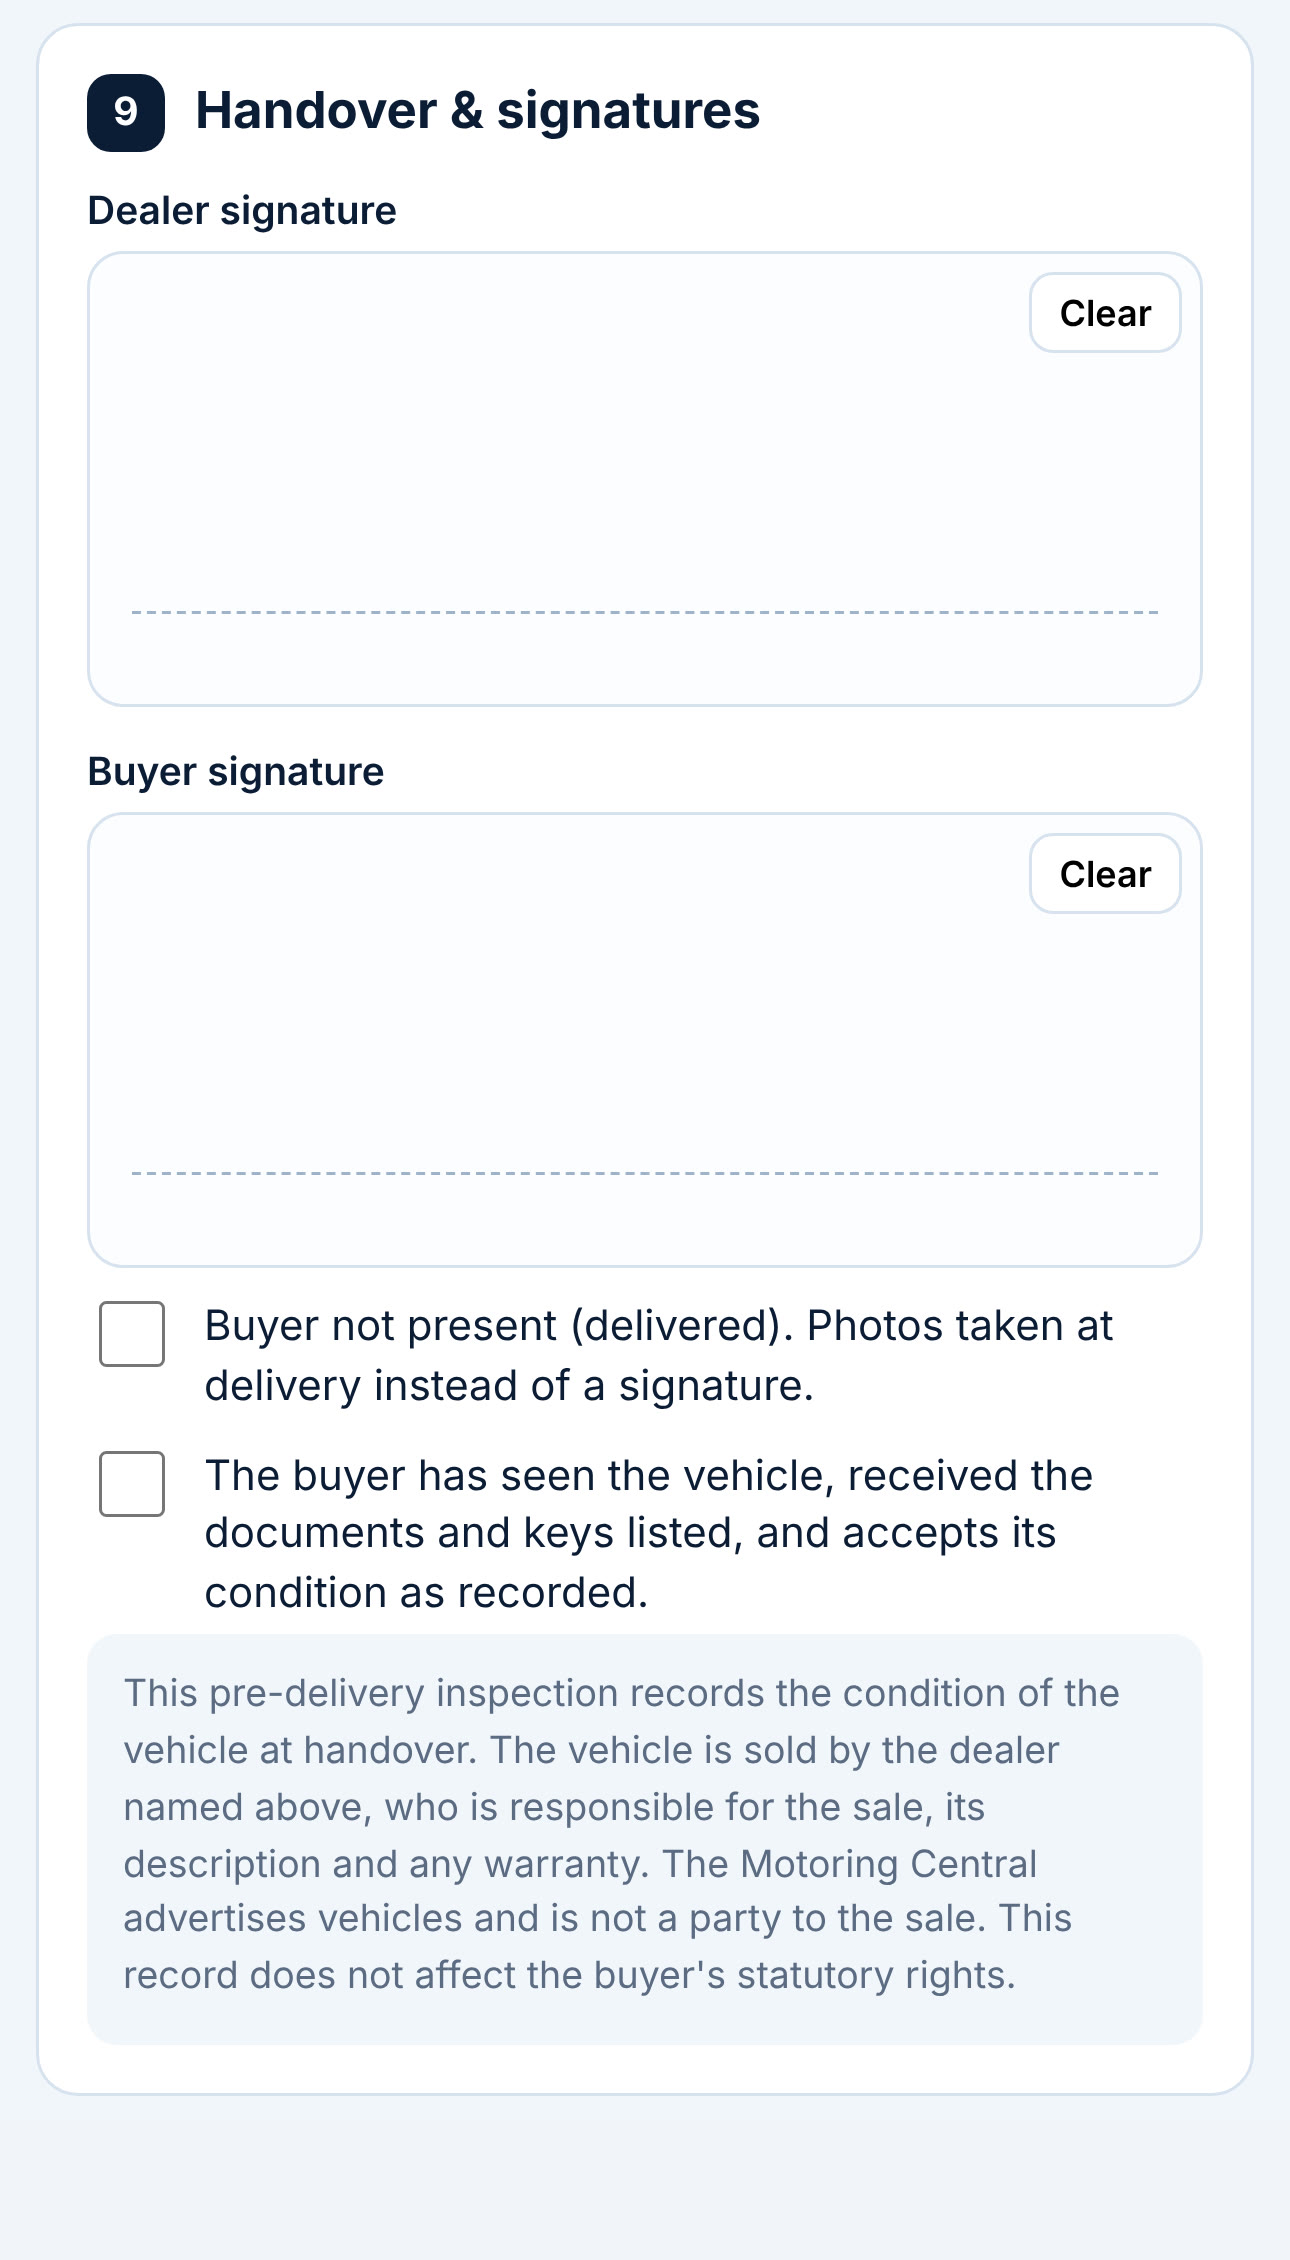 9 Handover & signatures
Dealer signature
Clear
Buyer signature
Clear
Buyer not present (delivered). Photos taken at
delivery instead of a signature.
The buyer has seen the vehicle, received the
documents and keys listed, and accepts its
condition as recorded.
This pre-delivery inspection records the condition of the
vehicle at handover. The vehicle is sold by the dealer
named above, who is responsible for the sale, its
description and any warranty. The Motoring Central
advertises vehicles and is not a party to the sale. This
record does not affect the buyer's statutory rights.